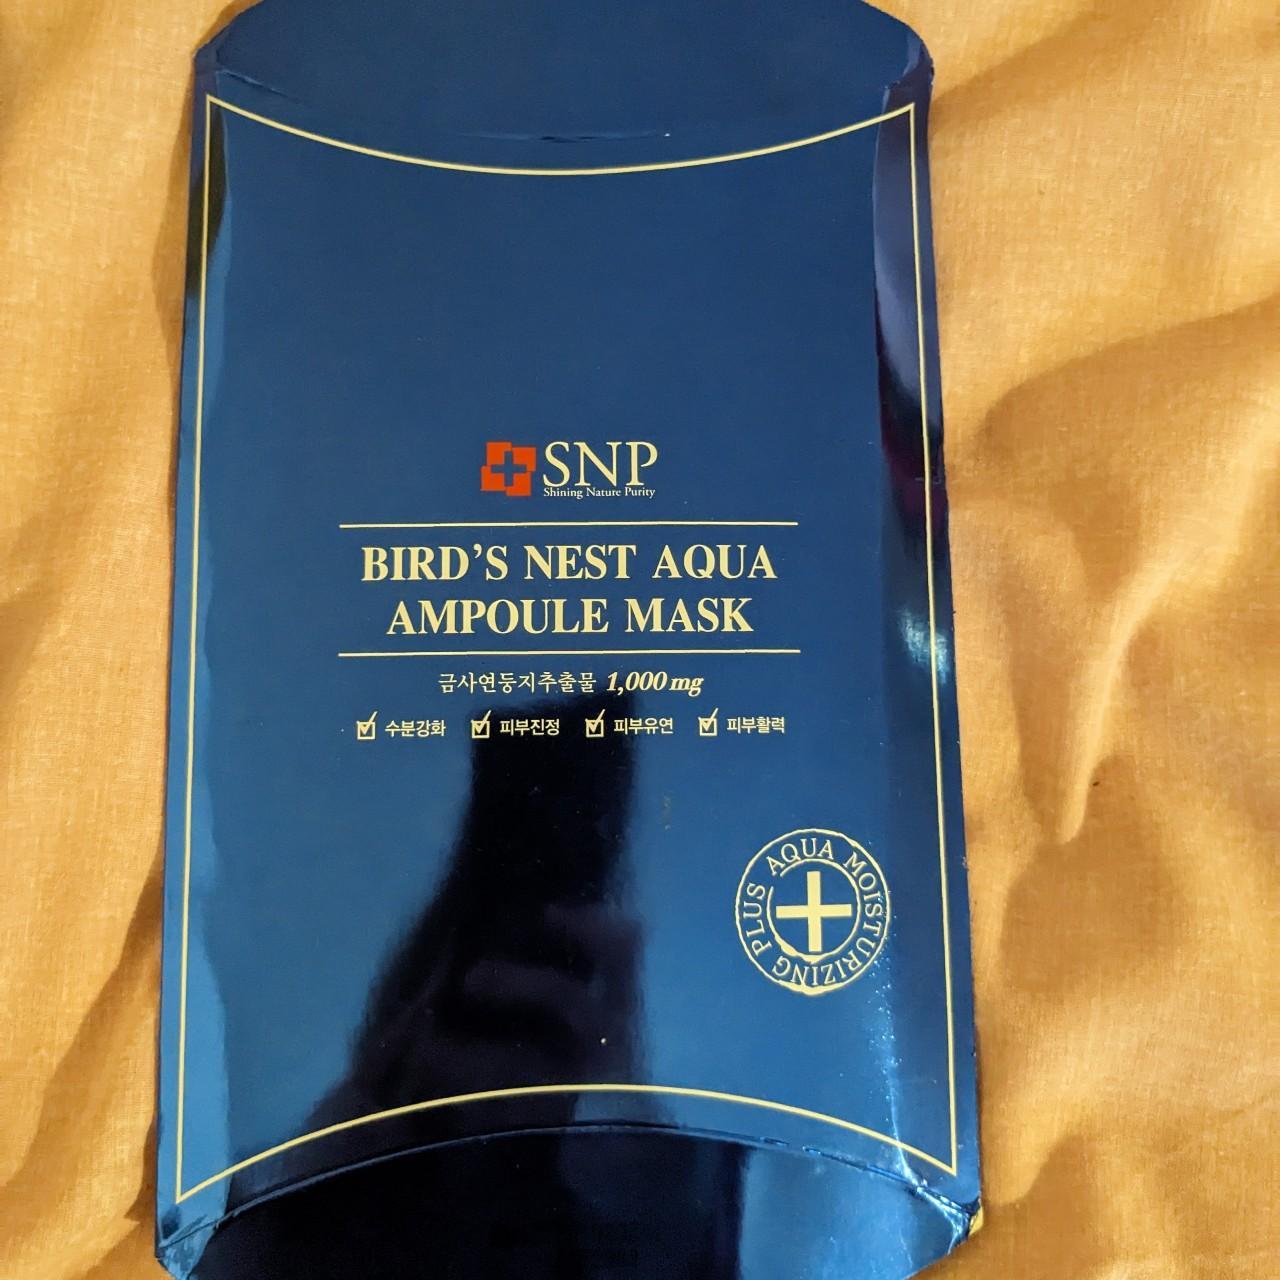 SNP
Shining Nature Purity
BIRD'S NEST AQUA
AMPOULE MASK
금사연둥지추출물 1,000 mg
수분강화 피부진정 피부유연 피부활력
AQUA MOISTURIZING PLUS